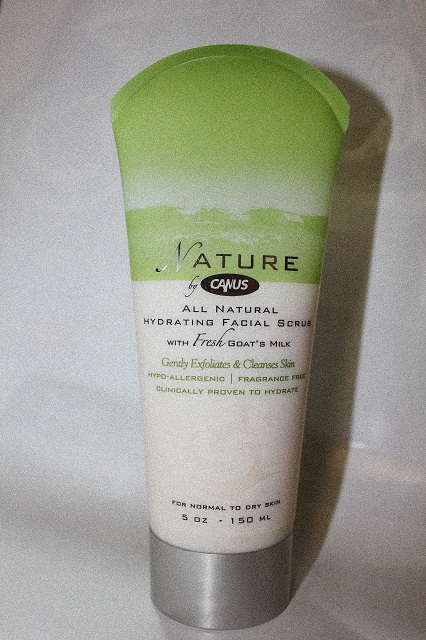 NATURE
by CANUS
ALL NATURAL
HYDRATING FACIAL SCRUB
WITH Fresh GOAT'S MILK
Gently Exfoliates & Cleanses Skin
HYPO-ALLERGENIC | FRAGRANCE FREE
CLINICALLY PROVEN TO HYDRATE
FOR NORMAL TO DRY SKIN
5 OZ - 150 ML